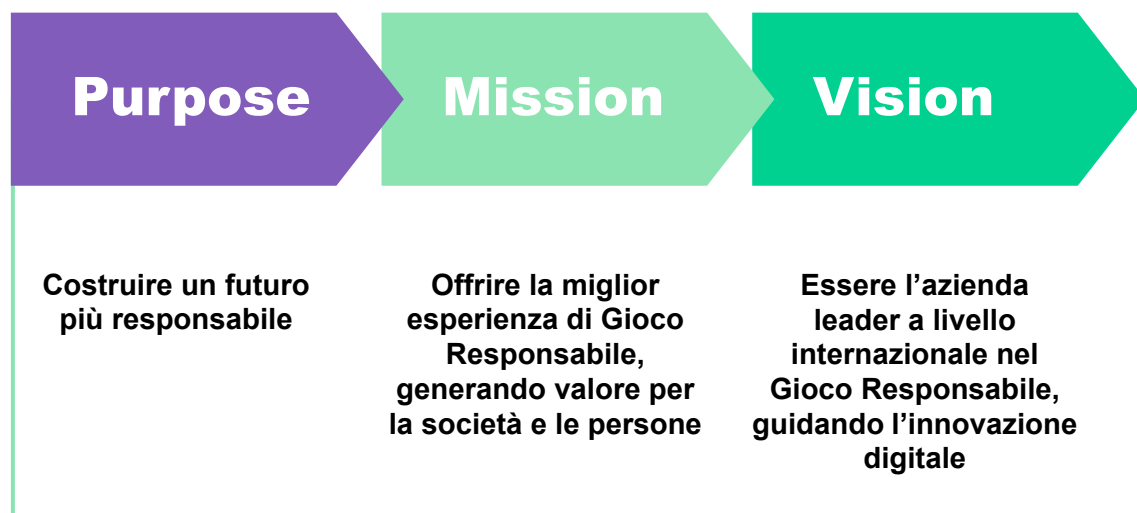 Purpose
Mission
Vision
Costruire un futuro
più responsabile
Offrire la miglior
esperienza di Gioco
Responsabile,
generando valore per
la società e le persone
Essere l’azienda
leader a livello
internazionale nel
Gioco Responsabile,
guidando l’innovazione
digitale